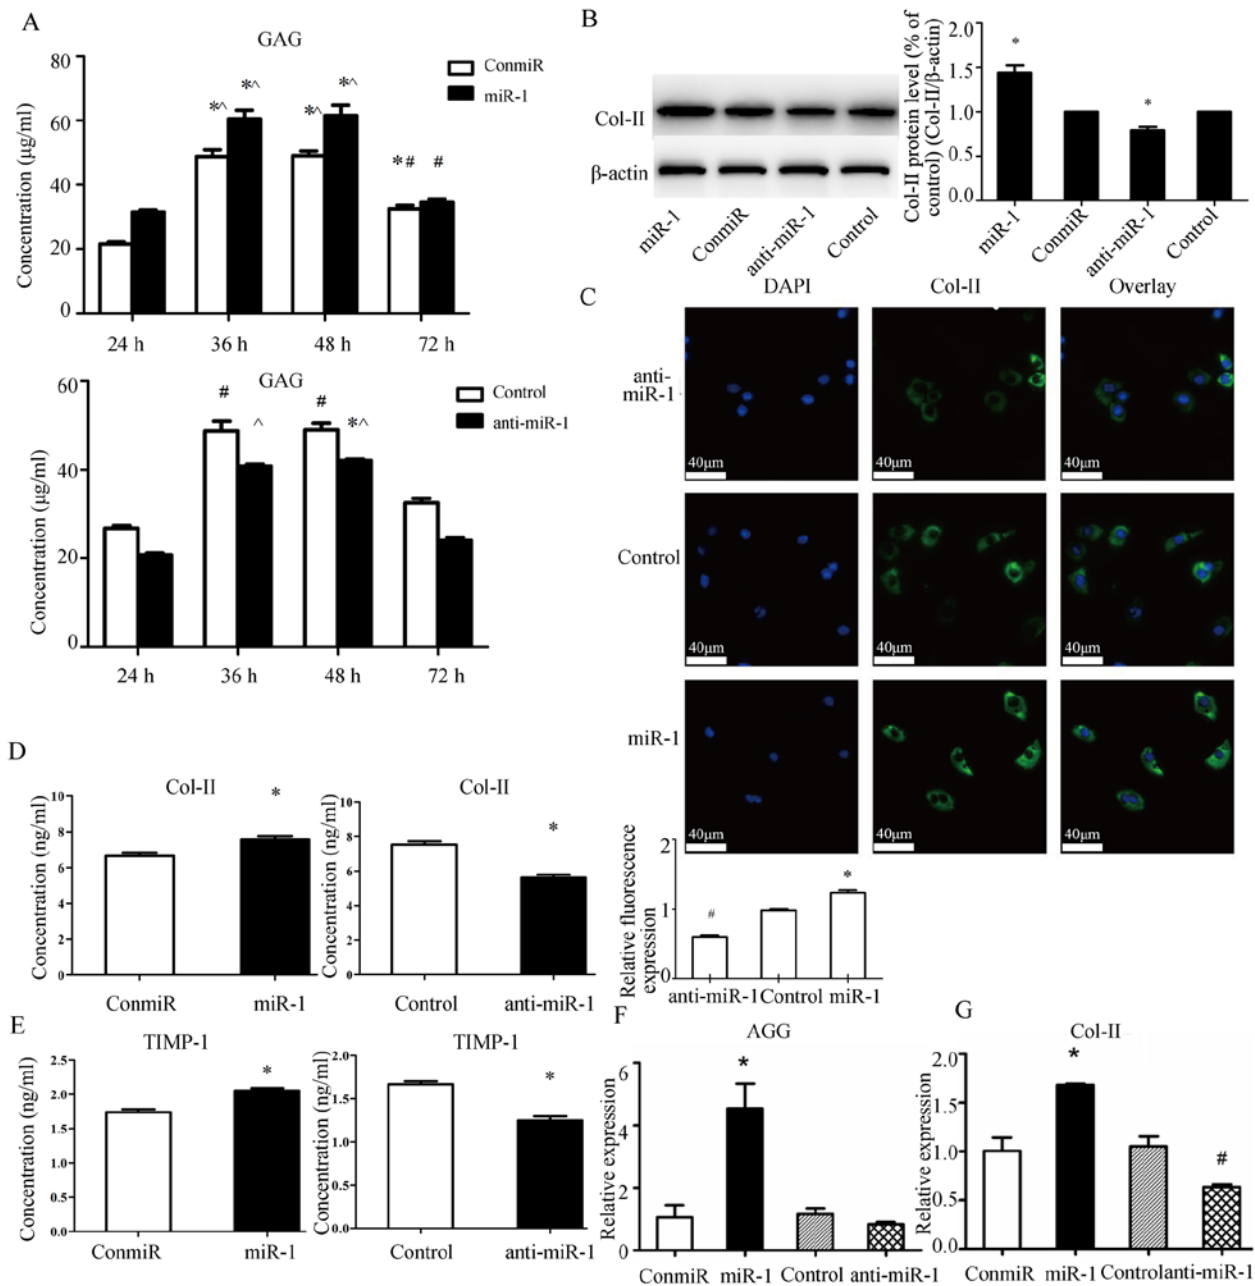 A
GAG
80
60
40
20
0
Concentration (μg/ml)
ConmiR
miR-1
*^
*^
*^
*^
*#
#
24 h 36 h 48 h 72 h
GAG
60
40
20
0
Concentration (μg/ml)
Control
anti-miR-1
#
^
#
*^
24 h 36 h 48 h 72 h
B
Col-II
β-actin
miR-1
ConmiR
anti-miR-1
Control
Col-II protein level (% of
control) (Col-II/β-actin)
2.0
1.5
1.0
0.5
0.0
*
*
miR-1
ConmiR
anti-miR-1
Control
C
DAPI Col-II Overlay
anti-
miR-1
40μm 40μm 40μm
Control
40μm 40μm 40μm
miR-1
40μm 40μm 40μm
Relative fluorescence
expression
2
1
0
#
*
anti-miR-1 Control miR-1
D
Col-II
Concentration (ng/ml)
10
8
6
4
2
0
*
ConmiR miR-1
Col-II
Concentration (ng/ml)
10
8
6
4
2
0
*
Control anti-miR-1
E
TIMP-1
Concentration (ng/ml)
2.5
2.0
1.5
1.0
0.5
0.0
*
ConmiR miR-1
TIMP-1
Concentration (ng/ml)
2.0
1.5
1.0
0.5
0.0
*
Control anti-miR-1
F
AGG
Relative expression
6
4
2
0
*
ConmiR miR-1 Control anti-miR-1
G
Col-II
Relative expression
2.0
1.5
1.0
0.5
0.0
*
#
ConmiR miR-1 Control anti-miR-1